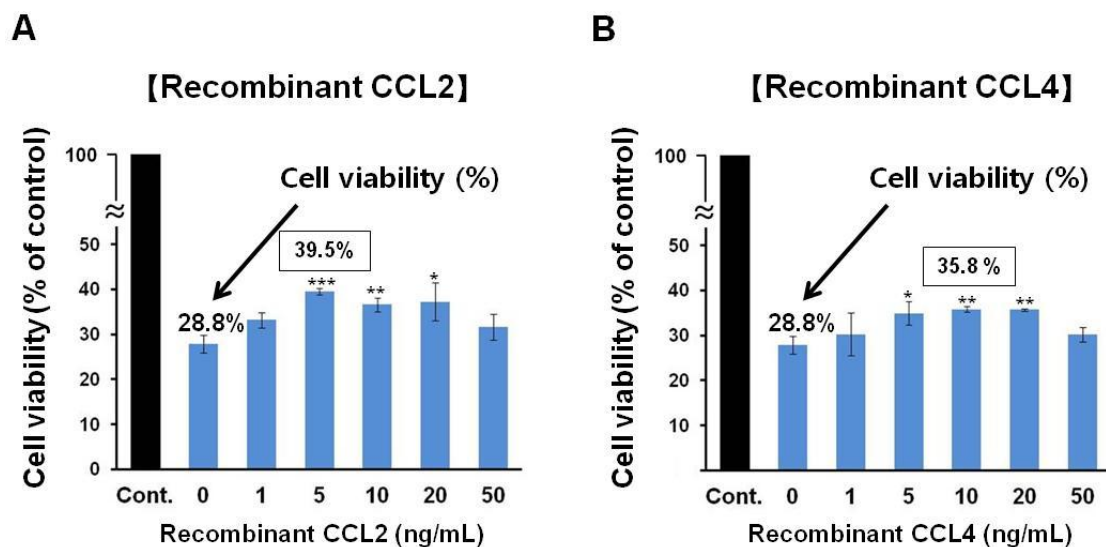 A
【Recombinant CCL2】
Cell viability (% of control)
100
50
40
30
20
10
0
≈
Cell viability (%)
39.5%
28.8%
***
**
*
Cont. 0 1 5 10 20 50
Recombinant CCL2 (ng/mL)
B
【Recombinant CCL4】
Cell viability (% of control)
100
50
40
30
20
10
≈
Cell viability (%)
35.8 %
28.8%
*
**
**
Cont. 0 1 5 10 20 50
Recombinant CCL4 (ng/mL)